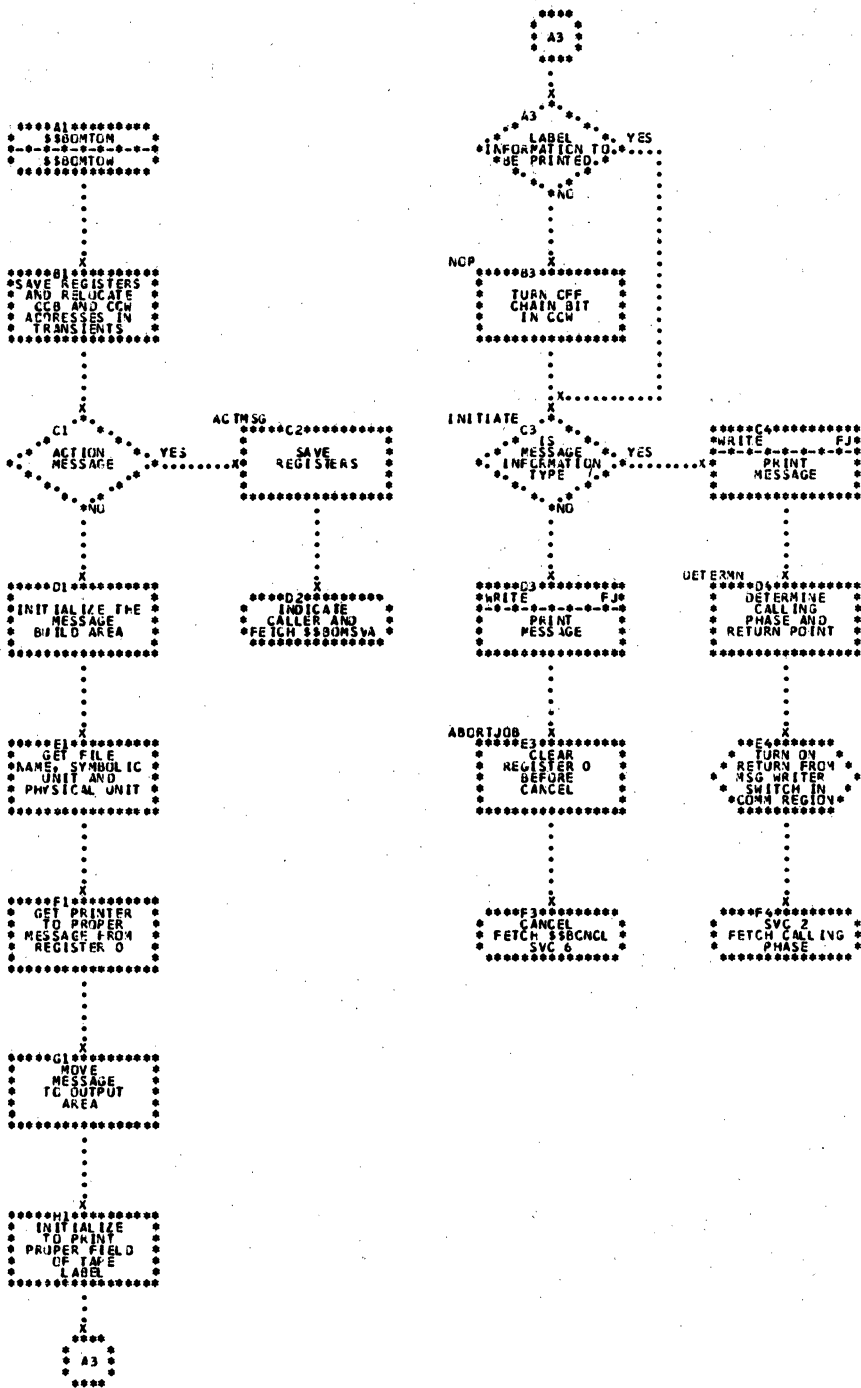 A1
$$BOMTOM
$$BOMTOW
B1
SAVE REGISTERS
AND RELOCATE
CCB AND CCW
ADDRESSES IN
TRANSIENTS
C1
ACTION
MESSAGE
YES
NO
ACTMSG
C2
SAVE
REGISTERS
D2
INDICATE
CALLER AND
FETCH $$BOMSVA
D1
INITIALIZE THE
MESSAGE
BUILD AREA
E1
GET FILE
NAME, SYMBOLIC
UNIT AND
PHYSICAL UNIT
F1
GET PRINTER
TO PROPER
MESSAGE FROM
REGISTER 0
G1
MOVE
MESSAGE
TO OUTPUT
AREA
H1
INITIALIZE
TO PRINT
PROPER FIELD
OF TAPE
LABEL
A3
A3
A3
LABEL
INFORMATION TO
BE PRINTED
YES
NO
NOP
B3
TURN OFF
CHAIN BIT
IN CCW
INITIATE
C3
IS
MESSAGE
INFORMATION
TYPE
YES
NO
D3
WRITE FJ
PRINT
MESSAGE
ABORTJOB
E3
CLEAR
REGISTER 0
BEFORE
CANCEL
F3
CANCEL
FETCH $$BCNCL
SVC 6
C4
WRITE FJ
PRINT
MESSAGE
DETERMN
D4
DETERMINE
CALLING
PHASE AND
RETURN POINT
E4
TURN ON
RETURN FROM
MSG WRITER
SWITCH IN
COMM REGION
F4
SVC 2
FETCH CALLING
PHASE